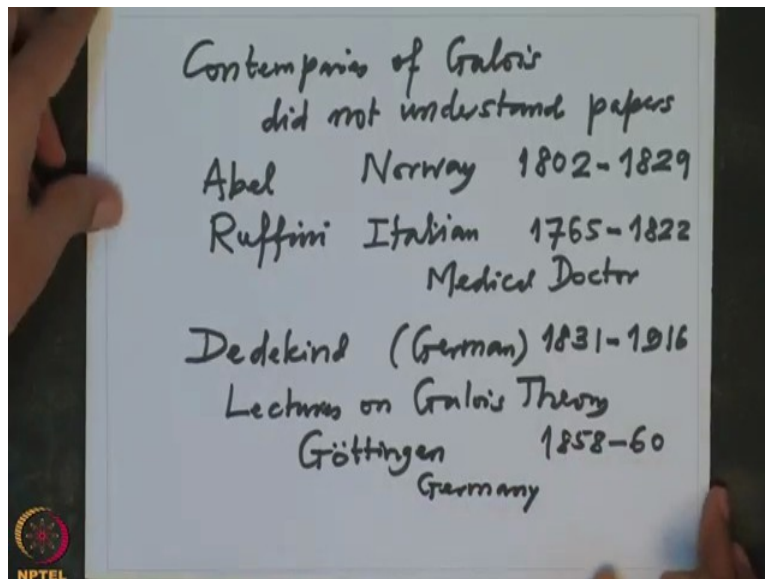 Contemparies of Galois
did not understand papers
Abel Norway 1802-1829
Ruffini Italian 1765-1822
Medical Doctor
Dedekind (German) 1831-1916
Lectures on Galois Theory
Göttingen 1858-60
Germany
NPTEL